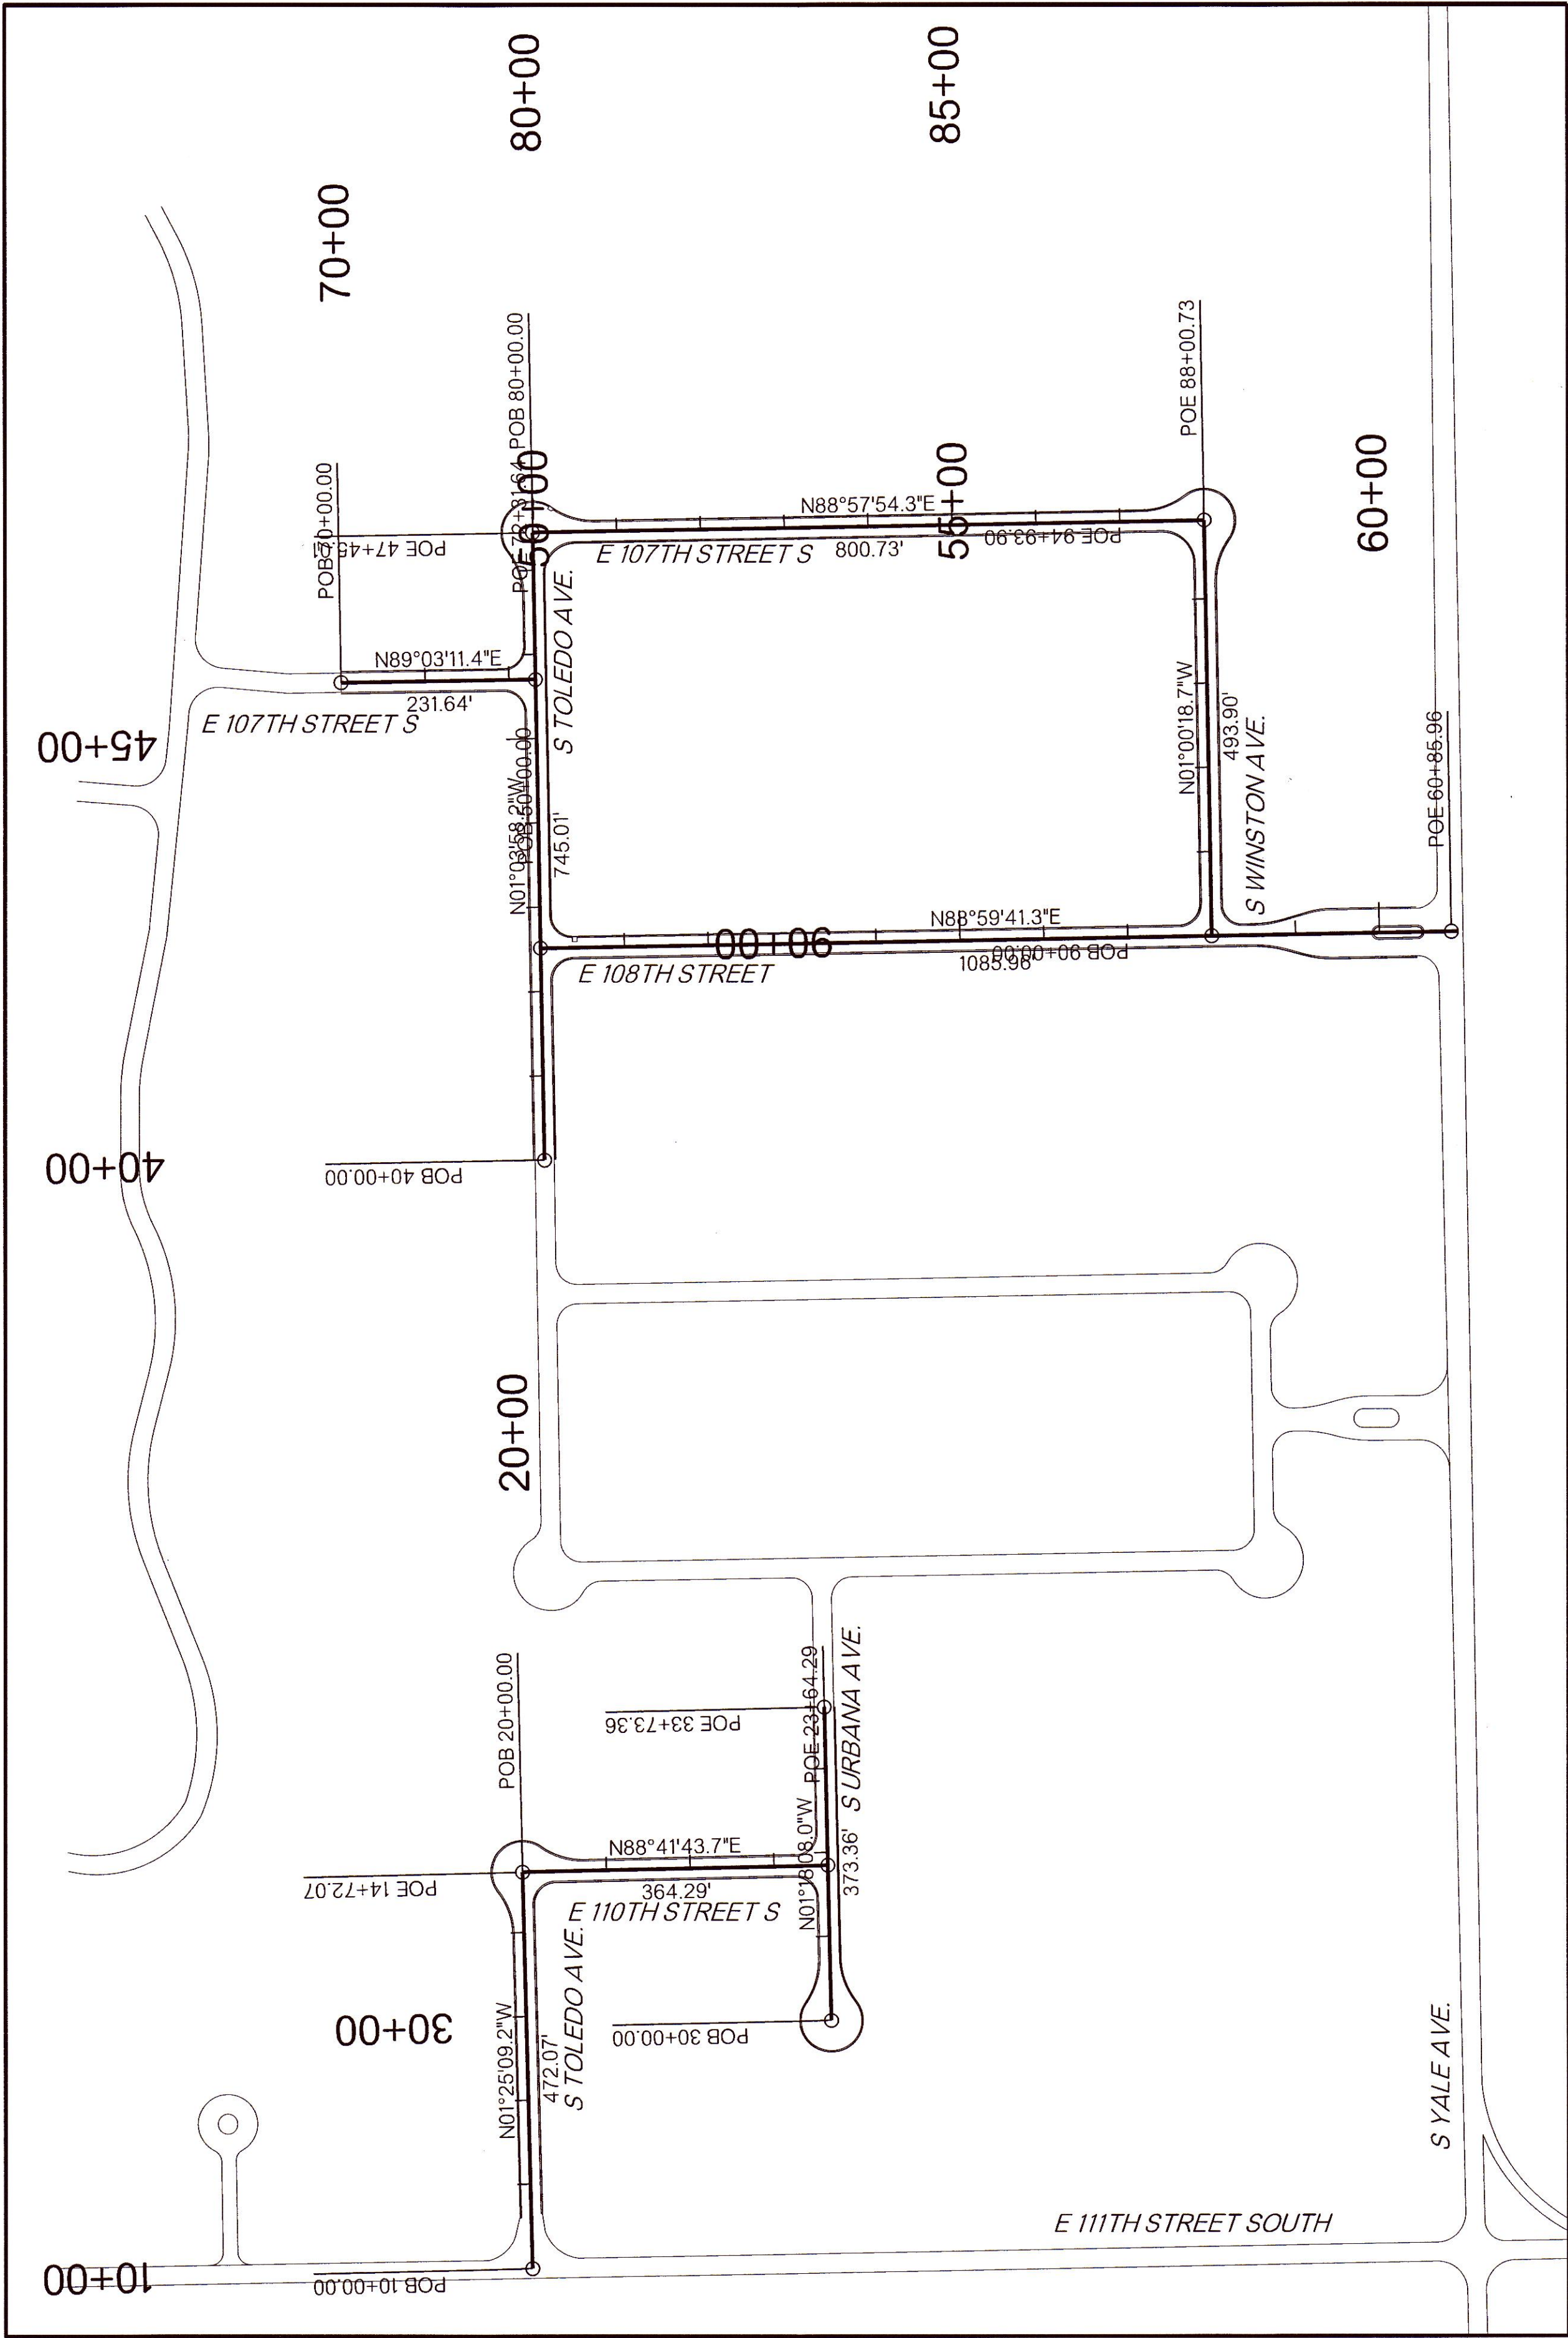 80+00
85+00
70+00
POB 80+00.00
POE 88+00.73
POB 70+00.00
POE 47+45.01
POE 72+31.64
50+00
N88°57'54.3"E
55+00
60+00
E 107TH STREET S
800.73'
POE 94+93.90
S TOLEDO AVE.
N89°03'11.4"E
231.64'
E 107TH STREET S
45+00
N01°03'58.2"W
POB 50+00.00
745.01'
N01°00'18.7"W
493.90'
S WINSTON AVE.
POE 60+85.96
N88°59'41.3"E
90+00
POB 90+00.00
1085.96'
E 108TH STREET
40+00
POB 40+00.00
20+00
POB 20+00.00
POE 33+73.36
POE 23+64.29
S URBANA AVE.
N01°18'08.0"W
373.36'
N88°41'43.7"E
364.29'
POE 14+72.07
E 110TH STREET S
S TOLEDO AVE.
30+00
N01°25'09.2"W
472.07'
POB 30+00.00
S YALE AVE.
E 111TH STREET SOUTH
10+00
POB 10+00.00